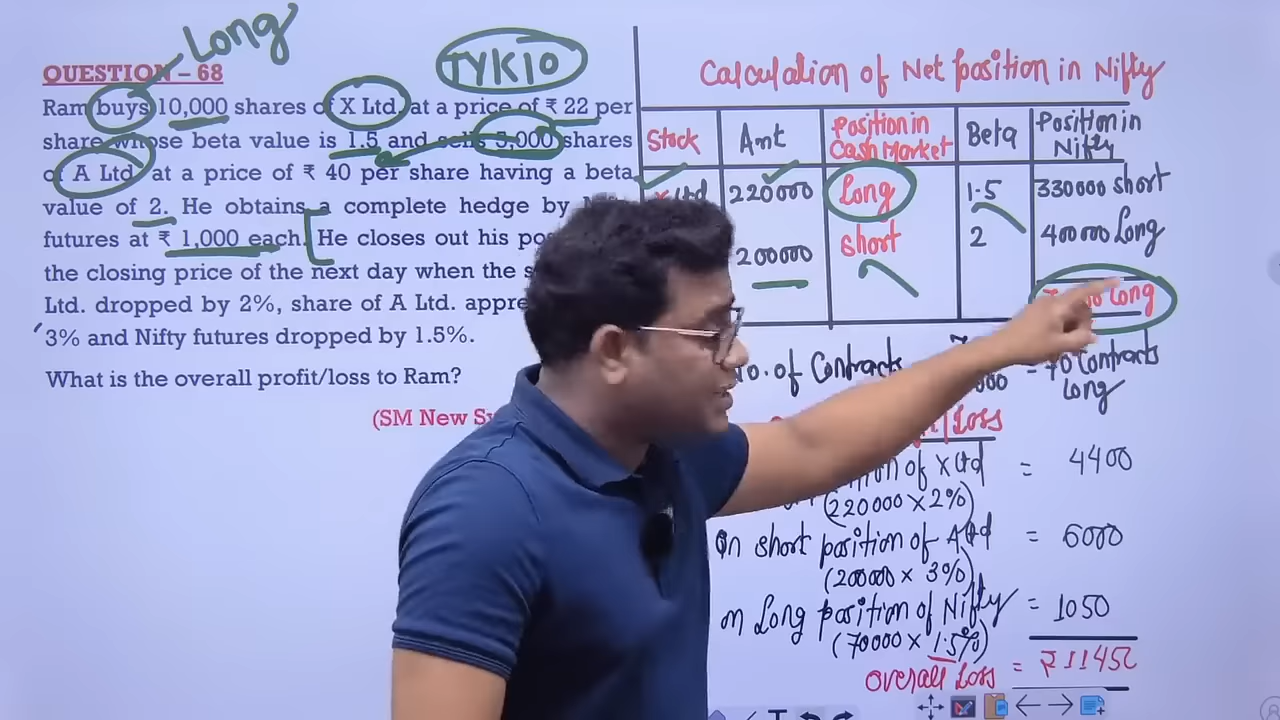 Long
TYK10
QUESTION – 68
Ram buys 10,000 shares of X Ltd. at a price of ₹ 22 per
share whose beta value is 1.5 and sells 5,000 shares
of A Ltd. at a price of ₹ 40 per share having a beta
value of 2. He obtains a complete hedge by
futures at ₹ 1,000 each. He closes out his
the closing price of the next day when the
Ltd. dropped by 2%, share of A Ltd.
3% and Nifty futures dropped by 1.5%.
What is the overall profit/loss to Ram?
(SM New
Calculation of Net position in Nifty
Stock Amt Position in Cash Market Beta Position in Nifty
Ltd 220000 Long 1.5 330000 short
200000 short 2 400000 Long
Long
No. of Contracts = 70 Contracts
Long
Loss
of X Ltd = 4400
(220000 × 2%)
on short position of A Ltd = 6000
(200000 × 3%)
on Long position of Nifty = 1050
(70000 × 1.5%)
overall Loss = ₹ 11450